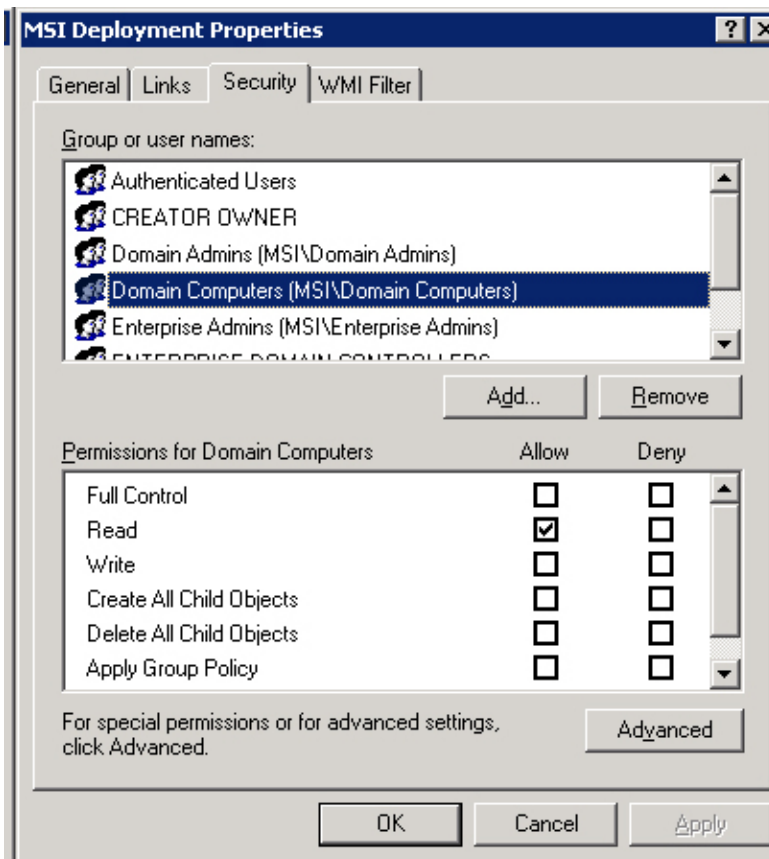 MSI Deployment Properties
General Links Security WMI Filter
Group or user names:
Authenticated Users
CREATOR OWNER
Domain Admins (MSI\Domain Admins)
Domain Computers (MSI\Domain Computers)
Enterprise Admins (MSI\Enterprise Admins)
ENTERPRISE DOMAIN CONTROLLERS
Add... Remove
Permissions for Domain Computers Allow Deny
Full Control
Read
Write
Create All Child Objects
Delete All Child Objects
Apply Group Policy
For special permissions or for advanced settings,
click Advanced.
Advanced
OK Cancel Apply